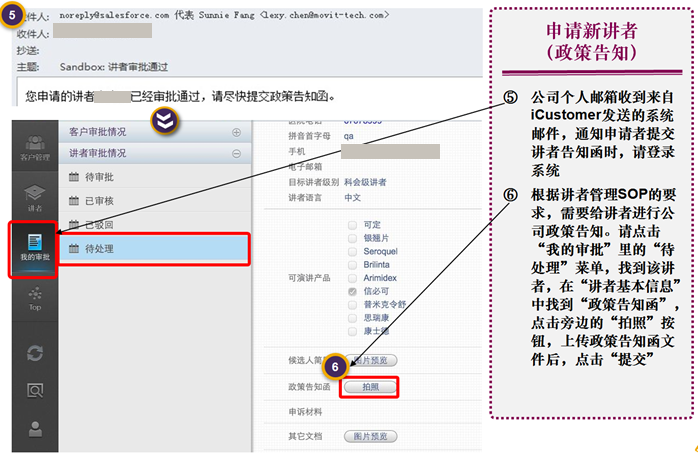 5
件人: noreply@salesforce.com 代表 Sunnie Fang <lexy.chen@movit-tech.com>
收件人:
抄送:
主题: Sandbox: 讲者审批通过
您申请的讲者 已经审批通过，请尽快提交政策告知函。
客户管理
讲者
我的审批
Top
客户审批情况
讲者审批情况
待审批
已审核
已驳回
待处理
医院电话 67878999
拼音首字母 qa
手机
电子邮箱
目标讲者级别 科会级讲者
讲者语言 中文
可演讲产品
可定
银翘片
Seroquel
Brilinta
Arimidex
信必可
普米克令舒
思瑞康
康士德
候选人简 图片预览
6
政策告知函 拍照
申诉材料
其它文档 图片预览
申请新讲者
（政策告知）
⑤ 公司个人邮箱收到来自
iCustomer发送的系统
邮件，通知申请者提交
讲者告知函时，请登录
系统
⑥ 根据讲者管理SOP的要
求，需要给讲者进行公
司政策告知。请点击
“我的审批”里的“待
处理”菜单，找到该讲
者，在“讲者基本信息”
中找到“政策告知函”，
点击旁边的“拍照”按
钮，上传政策告知函文
件后，点击“提交”